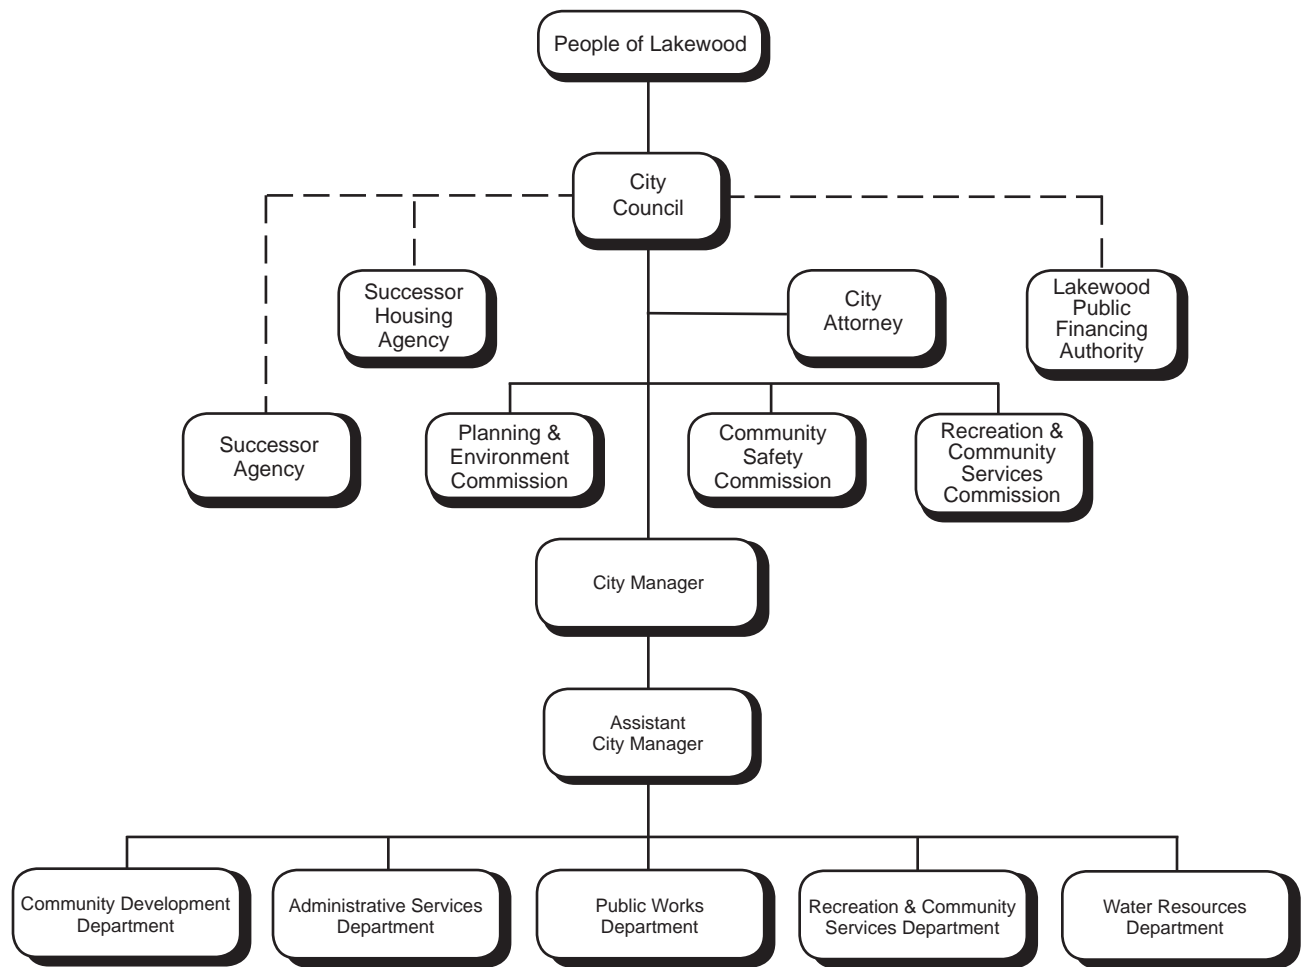 People of Lakewood
City
Council
Successor
Housing
Agency
City
Attorney
Lakewood
Public
Financing
Authority
Successor
Agency
Planning &
Environment
Commission
Community
Safety
Commission
Recreation &
Community
Services
Commission
City Manager
Assistant
City Manager
Community Development
Department
Administrative Services
Department
Public Works
Department
Recreation & Community
Services Department
Water Resources
Department